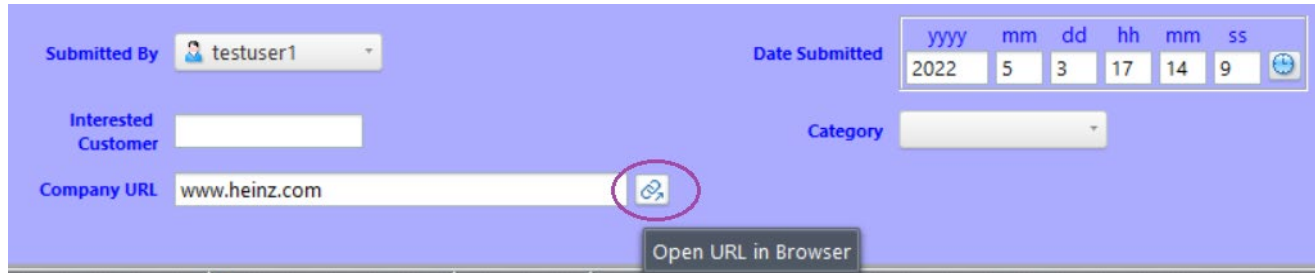 yyyy mm dd hh mm ss
Submitted By testuser1 Date Submitted 2022 5 3 17 14 9
Interested
Customer
Category
Company URL www.heinz.com
Open URL in Browser